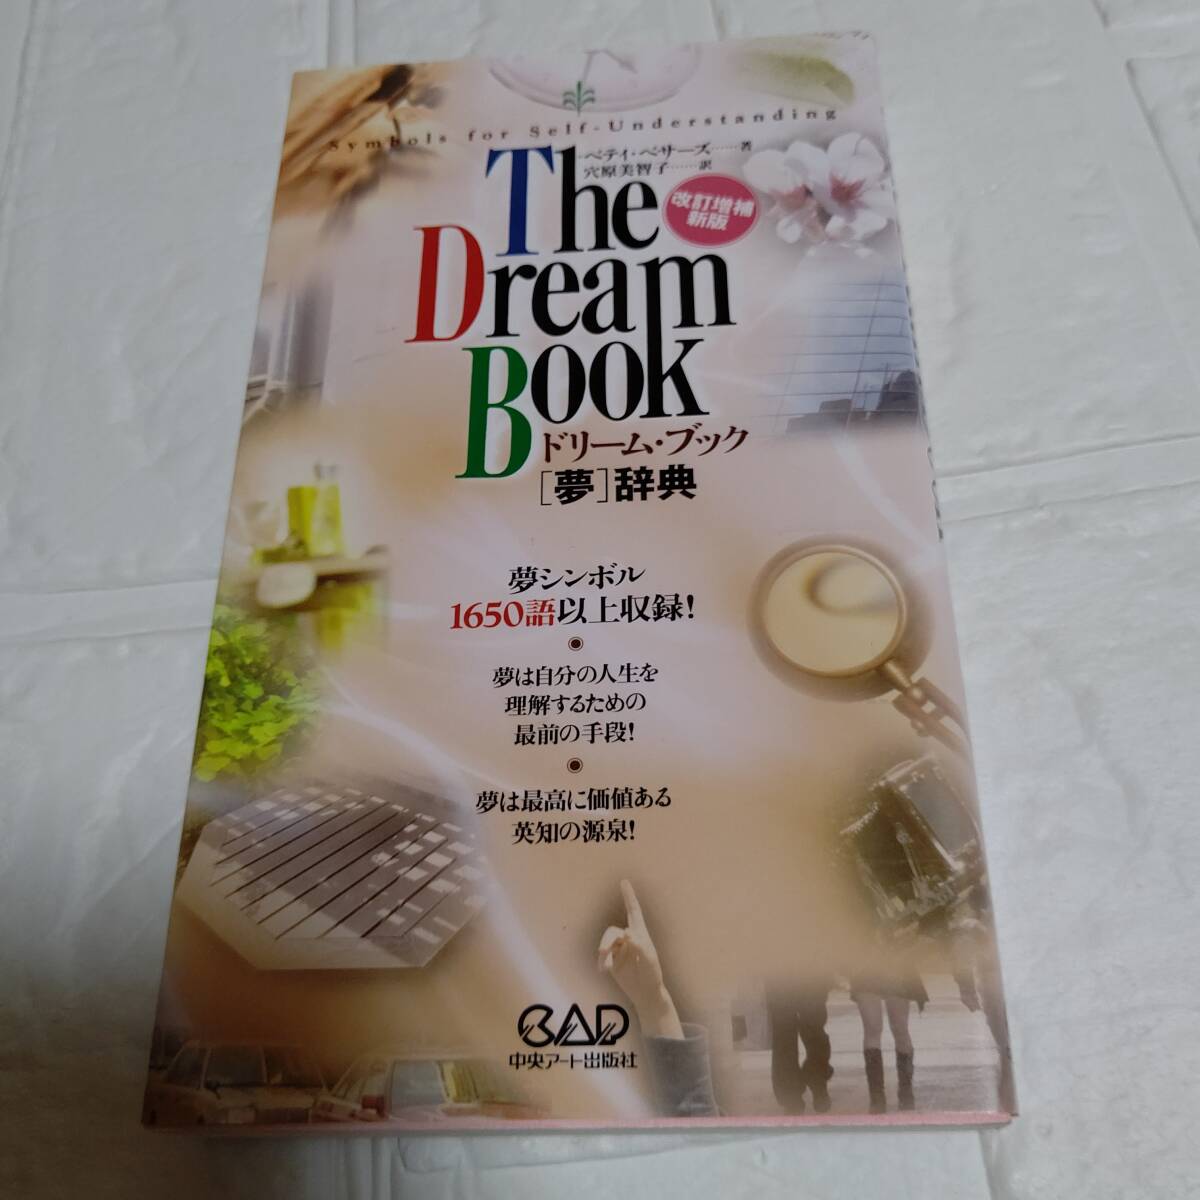 Symbols for Self-Understanding
ベティ・ベサーズ……著
穴原美智子……訳
The
Dream
Book
改訂増補
新版
ドリーム・ブック
[夢]辞典
夢シンボル
1650語以上収録!
夢は自分の人生を
理解するための
最前の手段!
夢は最高に価値ある
英知の源泉!
CAP
中央アート出版社